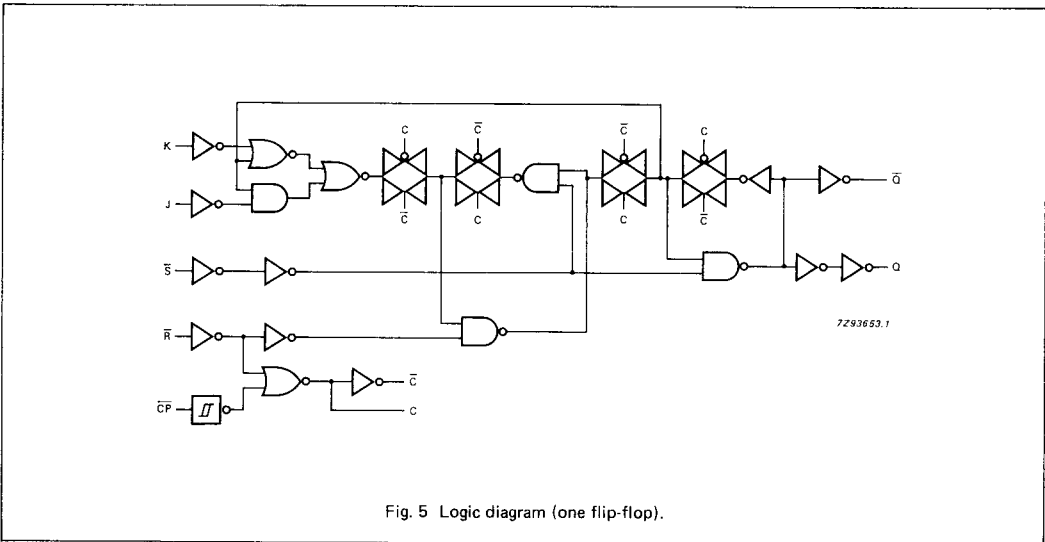 C
C̅
C̅
C
K
J
C̅
C
C
C̅
Q̅
S̅
Q
R̅
7Z93653.1
C̅
C̅P̅
C
Fig. 5 Logic diagram (one flip-flop).